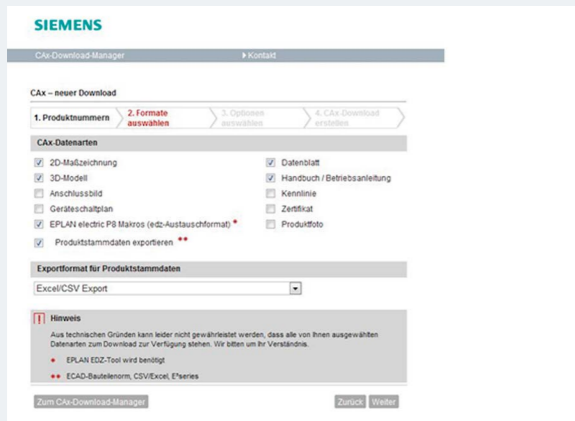 SIEMENS
CAx-Download-Manager
Kontakt
CAx – neuer Download
1. Produktnummern
2. Formate auswählen
3. Optionen auswählen
4. CAx-Download erstellen
CAx-Datenarten
2D-Maßzeichnung
Datenblatt
3D-Modell
Handbuch / Betriebsanleitung
Anschlussbild
Kennlinie
Geräteschaltplan
Zertifikat
EPLAN electric P8 Makros (edz-Austauschformat) *
Produktfoto
Produktstammdaten exportieren **
Exportformat für Produktstammdaten
Excel/CSV Export
! Hinweis
Aus technischen Gründen kann leider nicht gewährleistet werden, dass alle von Ihnen ausgewählten
Datenarten zum Download zur Verfügung stehen. Wir bitten um Ihr Verständnis.
* EPLAN EDZ-Tool wird benötigt
** ECAD-Bauteilenorm, CSV/Excel, E³series
Zum CAx-Download-Manager
Zurück
Weiter